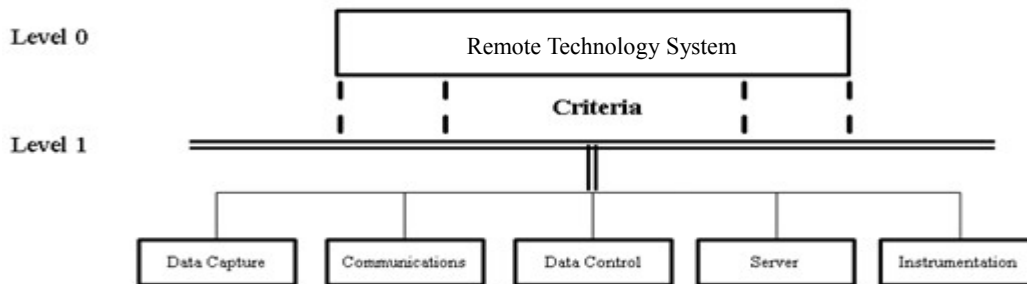 Level 0
Remote Technology System
Criteria
Level 1
Data Capture
Communications
Data Control
Server
Instrumentation